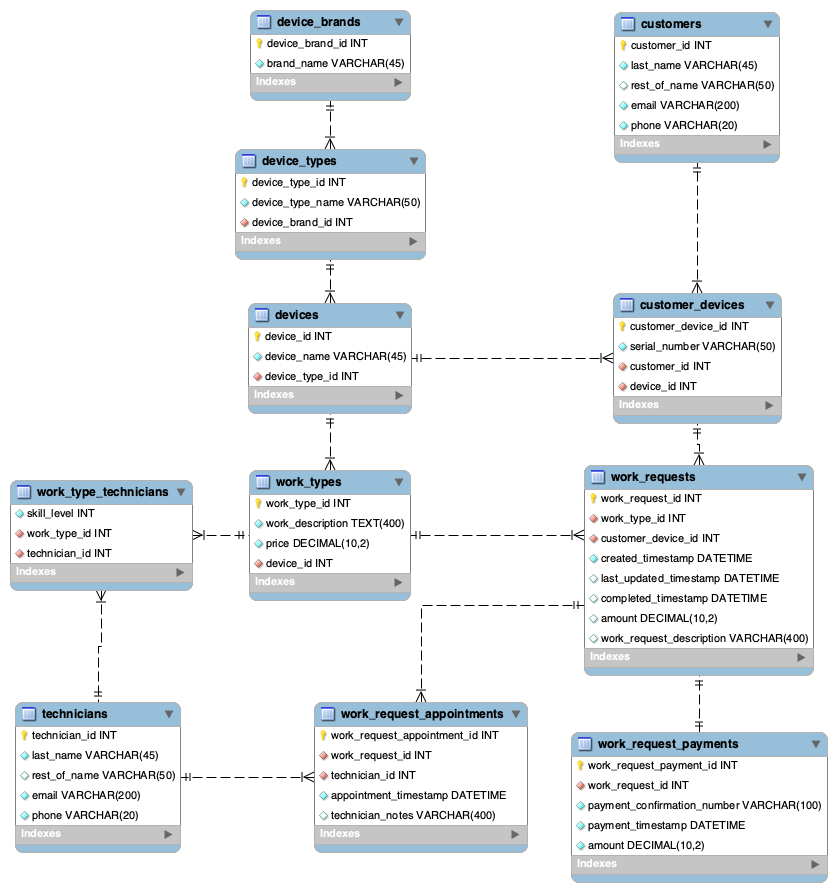 device_brands
device_brand_id INT
brand_name VARCHAR(45)
Indexes
customers
customer_id INT
last_name VARCHAR(45)
rest_of_name VARCHAR(50)
email VARCHAR(200)
phone VARCHAR(20)
Indexes
device_types
device_type_id INT
device_type_name VARCHAR(50)
device_brand_id INT
Indexes
devices
device_id INT
device_name VARCHAR(45)
device_type_id INT
Indexes
customer_devices
customer_device_id INT
serial_number VARCHAR(50)
customer_id INT
device_id INT
Indexes
work_type_technicians
skill_level INT
work_type_id INT
technician_id INT
Indexes
work_types
work_type_id INT
work_description TEXT(400)
price DECIMAL(10,2)
device_id INT
Indexes
work_requests
work_request_id INT
work_type_id INT
customer_device_id INT
created_timestamp DATETIME
last_updated_timestamp DATETIME
completed_timestamp DATETIME
amount DECIMAL(10,2)
work_request_description VARCHAR(400)
Indexes
technicians
technician_id INT
last_name VARCHAR(45)
rest_of_name VARCHAR(50)
email VARCHAR(200)
phone VARCHAR(20)
Indexes
work_request_appointments
work_request_appointment_id INT
work_request_id INT
technician_id INT
appointment_timestamp DATETIME
technician_notes VARCHAR(400)
Indexes
work_request_payments
work_request_payment_id INT
work_request_id INT
payment_confirmation_number VARCHAR(100)
payment_timestamp DATETIME
amount DECIMAL(10,2)
Indexes